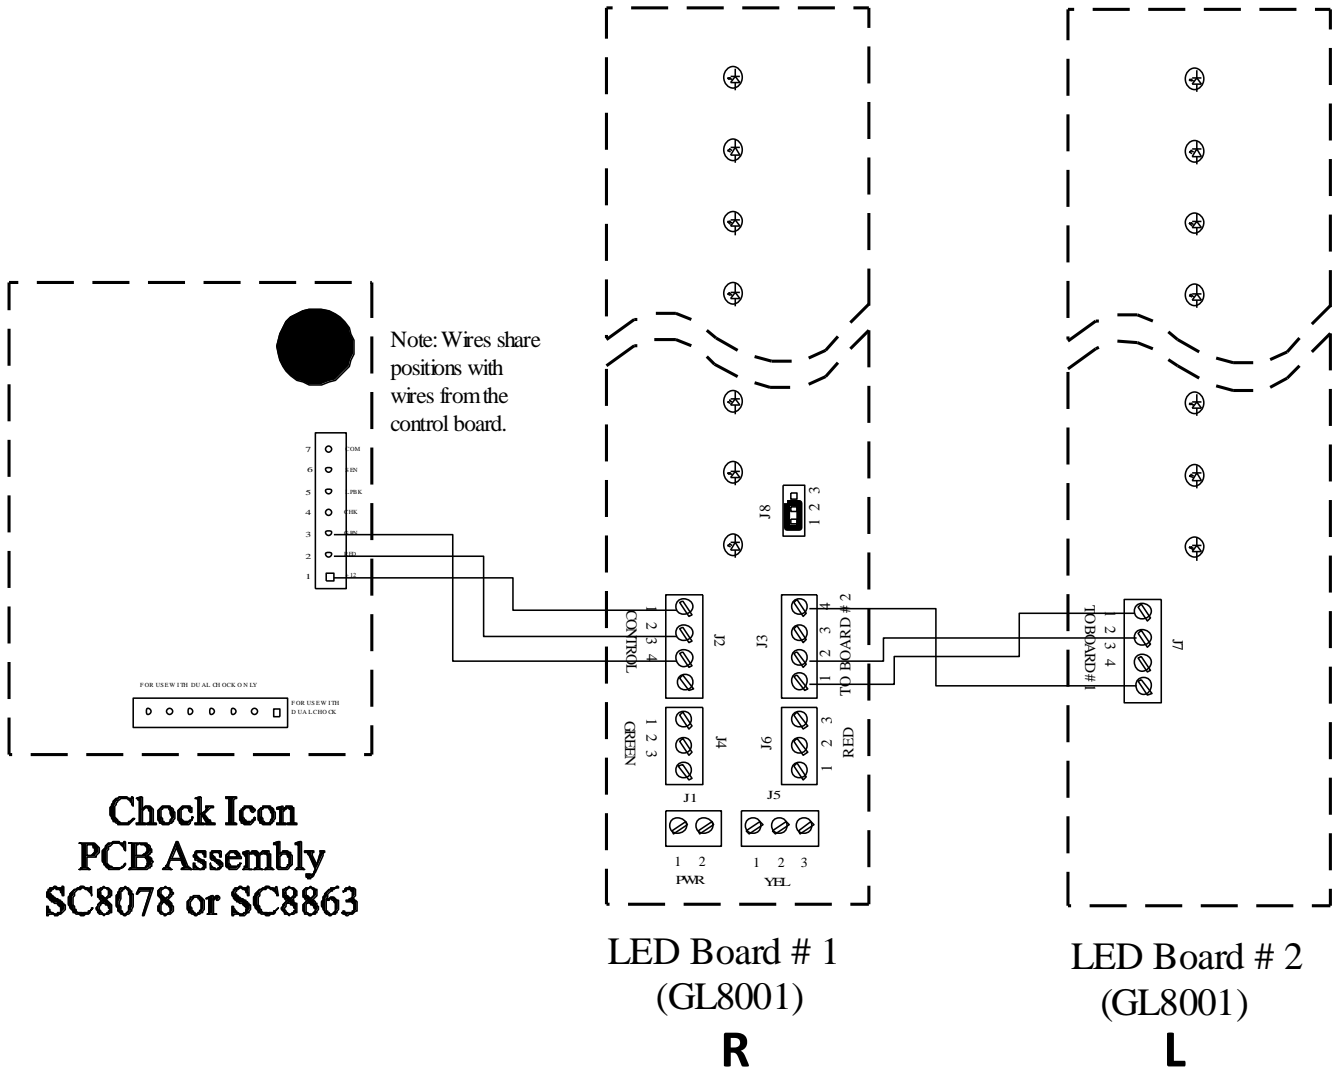 Note: Wires share
positions with
wires from the
control board.
7 COM
6
5 LPBK
4 CHK
3 GRN
2 RED
1 +12
FOR USE WITH DUAL CHOCK ONLY
FOR USE WITH
DUAL CHOCK
Chock Icon
PCB Assembly
SC8078 or SC8863
J8
1 2 3
CONTROL
1 2 3 4
J2
J3
1 2 3 4
TO BOARD # 2
GREEN
1 2 3
J4
J6
1 2 3
RED
J1
1 2
PWR
J5
1 2 3
YEL
LED Board # 1
(GL8001)
R
TO BOARD # 1
1 2 3 4
J7
LED Board # 2
(GL8001)
L